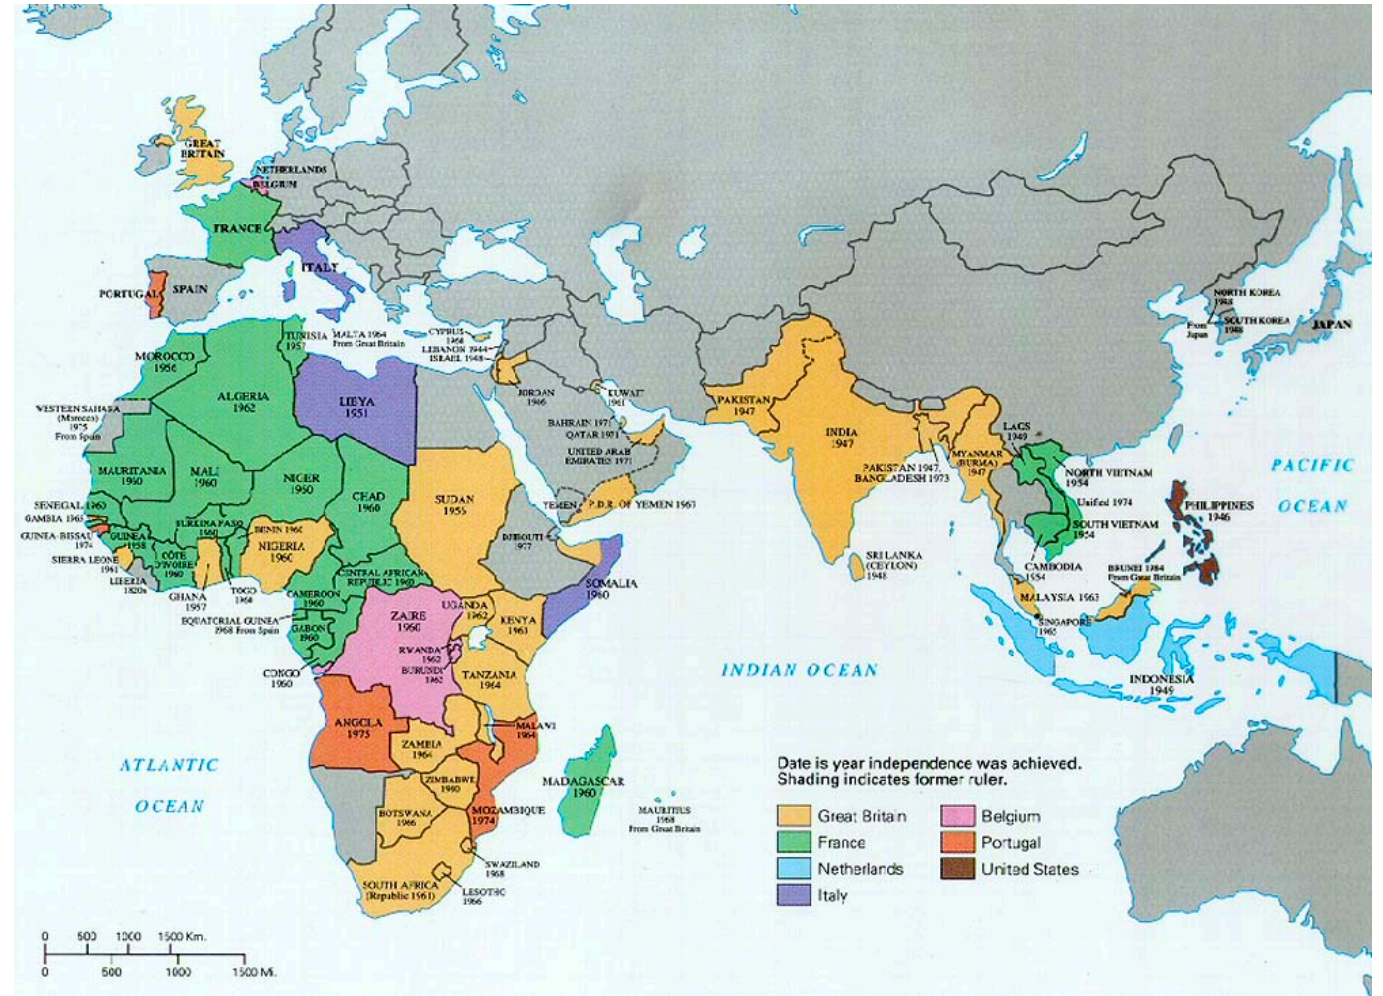 GREAT
BRITAIN
NETHERLANDS
BELGIUM
FRANCE
ITALY
PORTUGAL
SPAIN
NORTH KOREA
1948
From
Japan
SOUTH KOREA
1948
JAPAN
TUNISIA
1957
MALTA 1964
From Great Britain
CYPRUS
LEBANON 1944
ISRAEL 1948
MOROCCO
1956
ALGERIA
1962
LIBYA
1951
JORDAN
1946
KUWAIT
1961
BAHRAIN 1971
QATAR 1971
UNITED ARAB
EMIRATES 1971
PAKISTAN
1947
INDIA
1947
WESTERN SAHARA
(Morocco)
1975
From Spain
MAURITANIA
1960
MALI
1960
NIGER
1960
CHAD
1960
SUDAN
1955
YEMEN
P.D.R. OF YEMEN 1967
PAKISTAN 1947,
BANGLADESH 1973
MYANMAR
(BURMA)
1947
LAOS
1949
NORTH VIETNAM
1954
Unified 1974
SOUTH VIETNAM
1954
CAMBODIA
1954
PHILIPPINES
1946
PACIFIC
OCEAN
SENEGAL 1960
GAMBIA 1965
GUINEA-BISSAU
1974
GUINEA
1958
SIERRA LEONE
1961
LIBERIA
1820s
CÔTE
D'IVOIRE
1960
BURKINA FASO
1960
GHANA
1957
TOGO
1960
BENIN 1960
NIGERIA
1960
CAMEROON
1960
CENTRAL AFRICAN
REPUBLIC 1960
EQUATORIAL GUINEA
1968 From Spain
GABON
1960
CONGO
1960
ZAIRE
1960
UGANDA
1962
KENYA
1963
DJIBOUTI
1977
SOMALIA
1960
RWANDA
1962
BURUNDI
1962
TANZANIA
1964
SRI LANKA
(CEYLON)
1948
BRUNEI 1984
From Great Britain
MALAYSIA 1963
SINGAPORE
1965
INDONESIA
1949
INDIAN OCEAN
ANGOLA
1975
ZAMBIA
1964
MALAWI
1964
ZIMBABWE
1980
MOZAMBIQUE
1974
BOTSWANA
1966
MADAGASCAR
1960
MAURITIUS
1968
From Great Britain
SWAZILAND
1968
LESOTHO
1966
SOUTH AFRICA
(Republic 1961)
ATLANTIC
OCEAN
Date is year independence was achieved.
Shading indicates former ruler.
Great Britain
France
Netherlands
Italy
Belgium
Portugal
United States
0 500 1000 1500 Km.
0 500 1000 1500 Mi.